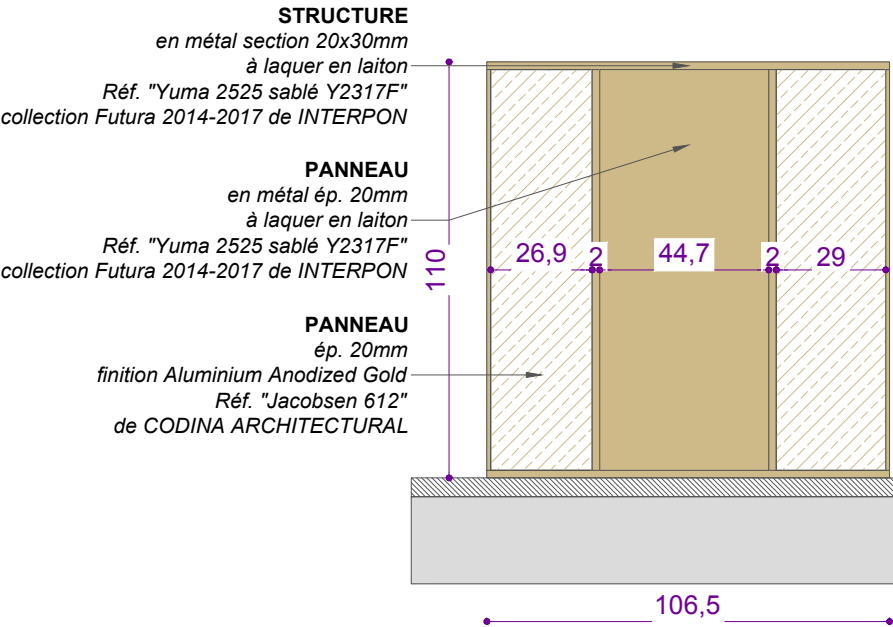 STRUCTURE
en métal section 20x30mm
à laquer en laiton
Réf. "Yuma 2525 sablé Y2317F"
collection Futura 2014-2017 de INTERPON
PANNEAU
en métal ép. 20mm
à laquer en laiton
Réf. "Yuma 2525 sablé Y2317F"
collection Futura 2014-2017 de INTERPON
PANNEAU
ép. 20mm
finition Aluminium Anodized Gold
Réf. "Jacobsen 612"
de CODINA ARCHITECTURAL
110
26,9 2 44,7 2 29
106,5